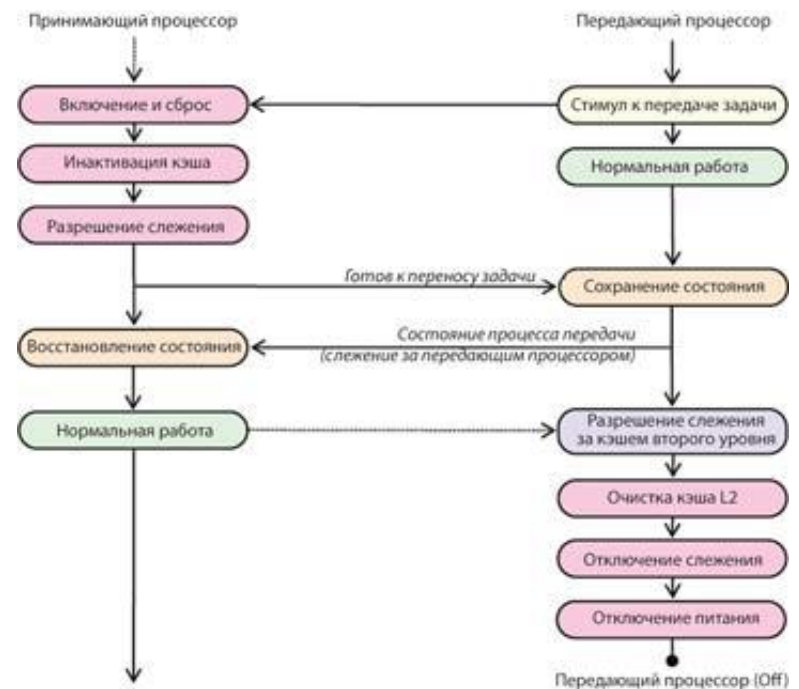 Принимающий процессор
Передающий процессор
Включение и сброс
Стимул к передаче задачи
Инактивация кэша
Нормальная работа
Разрешение слежения
Готов к переносу задачи
Сохранение состояния
Состояние процесса передачи
(слежение за передающим процессором)
Восстановление состояния
Нормальная работа
Разрешение слежения
за кэшем второго уровня
Очистка кэша L2
Отключение слежения
Отключение питания
Передающий процессор (Off)